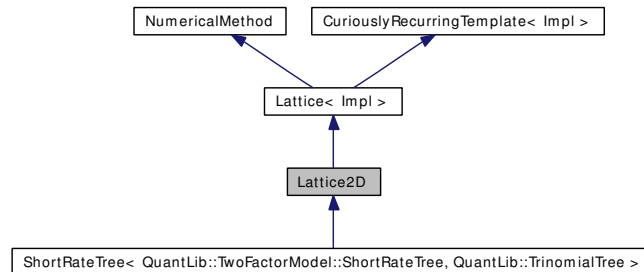 NumericalMethod
CuriouslyRecurringTemplate< Impl >
Lattice< Impl >
Lattice2D
ShortRateTree< QuantLib::TwoFactorModel::ShortRateTree, QuantLib::TrinomialTree >